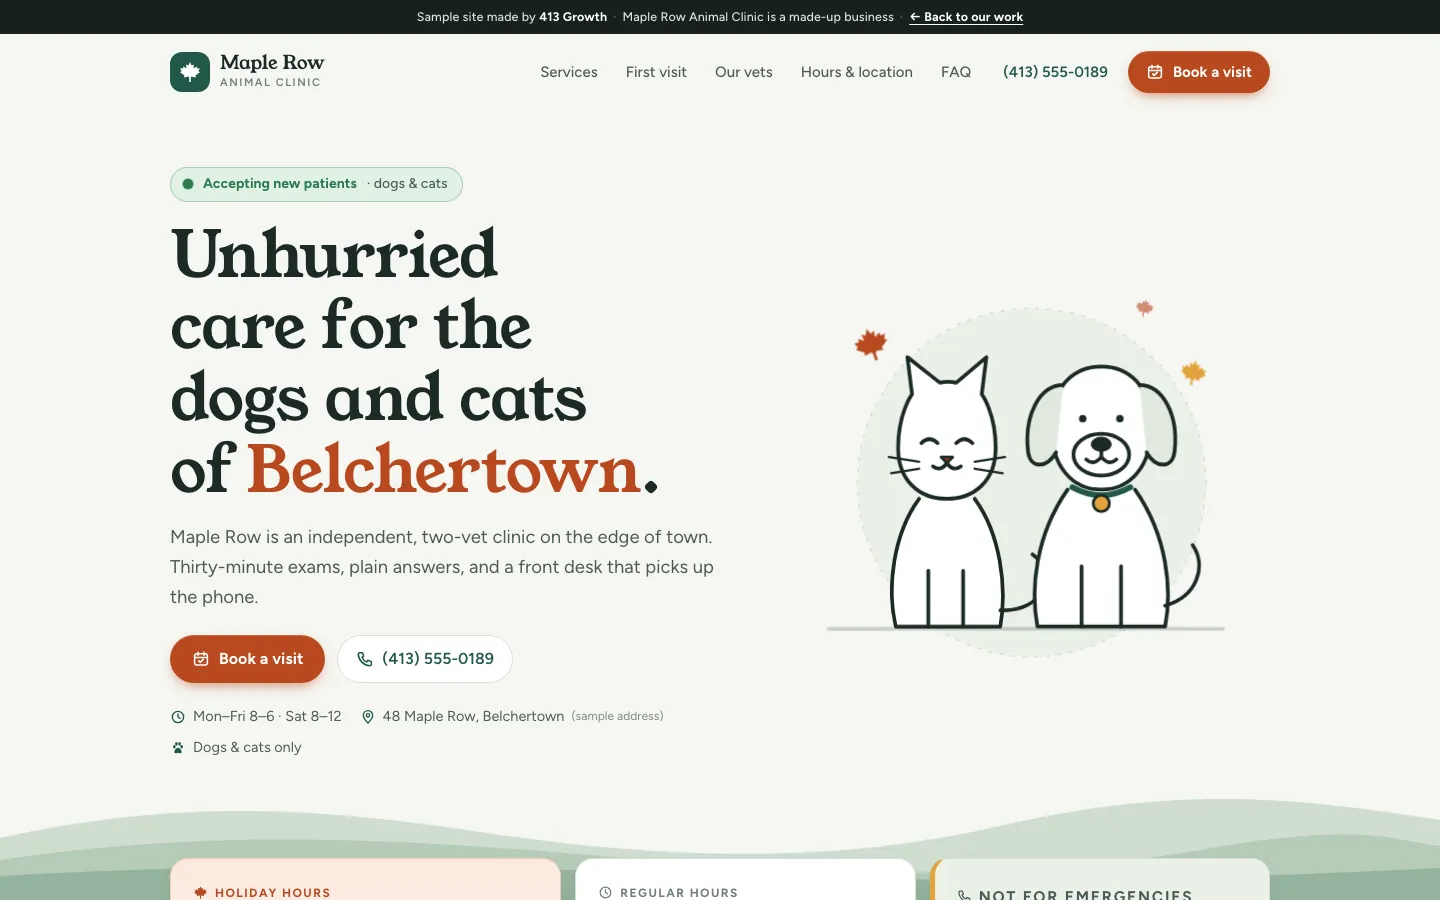 Sample site made by 413 Growth · Maple Row Animal Clinic is a made-up business · ← Back to our work
Maple Row
ANIMAL CLINIC
Services First visit Our vets Hours & location FAQ (413) 555-0189 Book a visit
Accepting new patients · dogs & cats
Unhurried
care for the
dogs and cats
of Belchertown.
Maple Row is an independent, two-vet clinic on the edge of town.
Thirty-minute exams, plain answers, and a front desk that picks up
the phone.
Book a visit (413) 555-0189
Mon–Fri 8–6 · Sat 8–12 48 Maple Row, Belchertown (sample address)
Dogs & cats only
HOLIDAY HOURS REGULAR HOURS NOT FOR EMERGENCIES